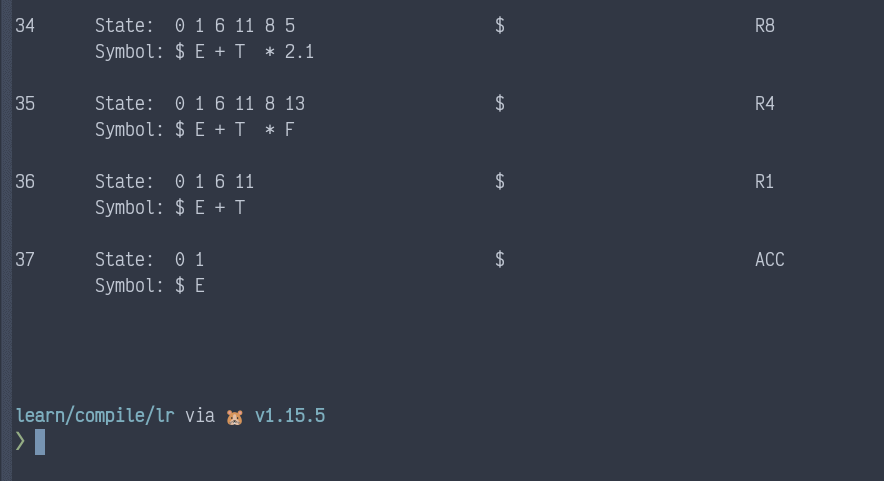 34 State: 0 1 6 11 8 5 $ R8
Symbol: $ E + T * 2.1
35 State: 0 1 6 11 8 13 $ R4
Symbol: $ E + T * F
36 State: 0 1 6 11 $ R1
Symbol: $ E + T
37 State: 0 1 $ ACC
Symbol: $ E
learn/compile/lr via 🐹 v1.15.5
❯